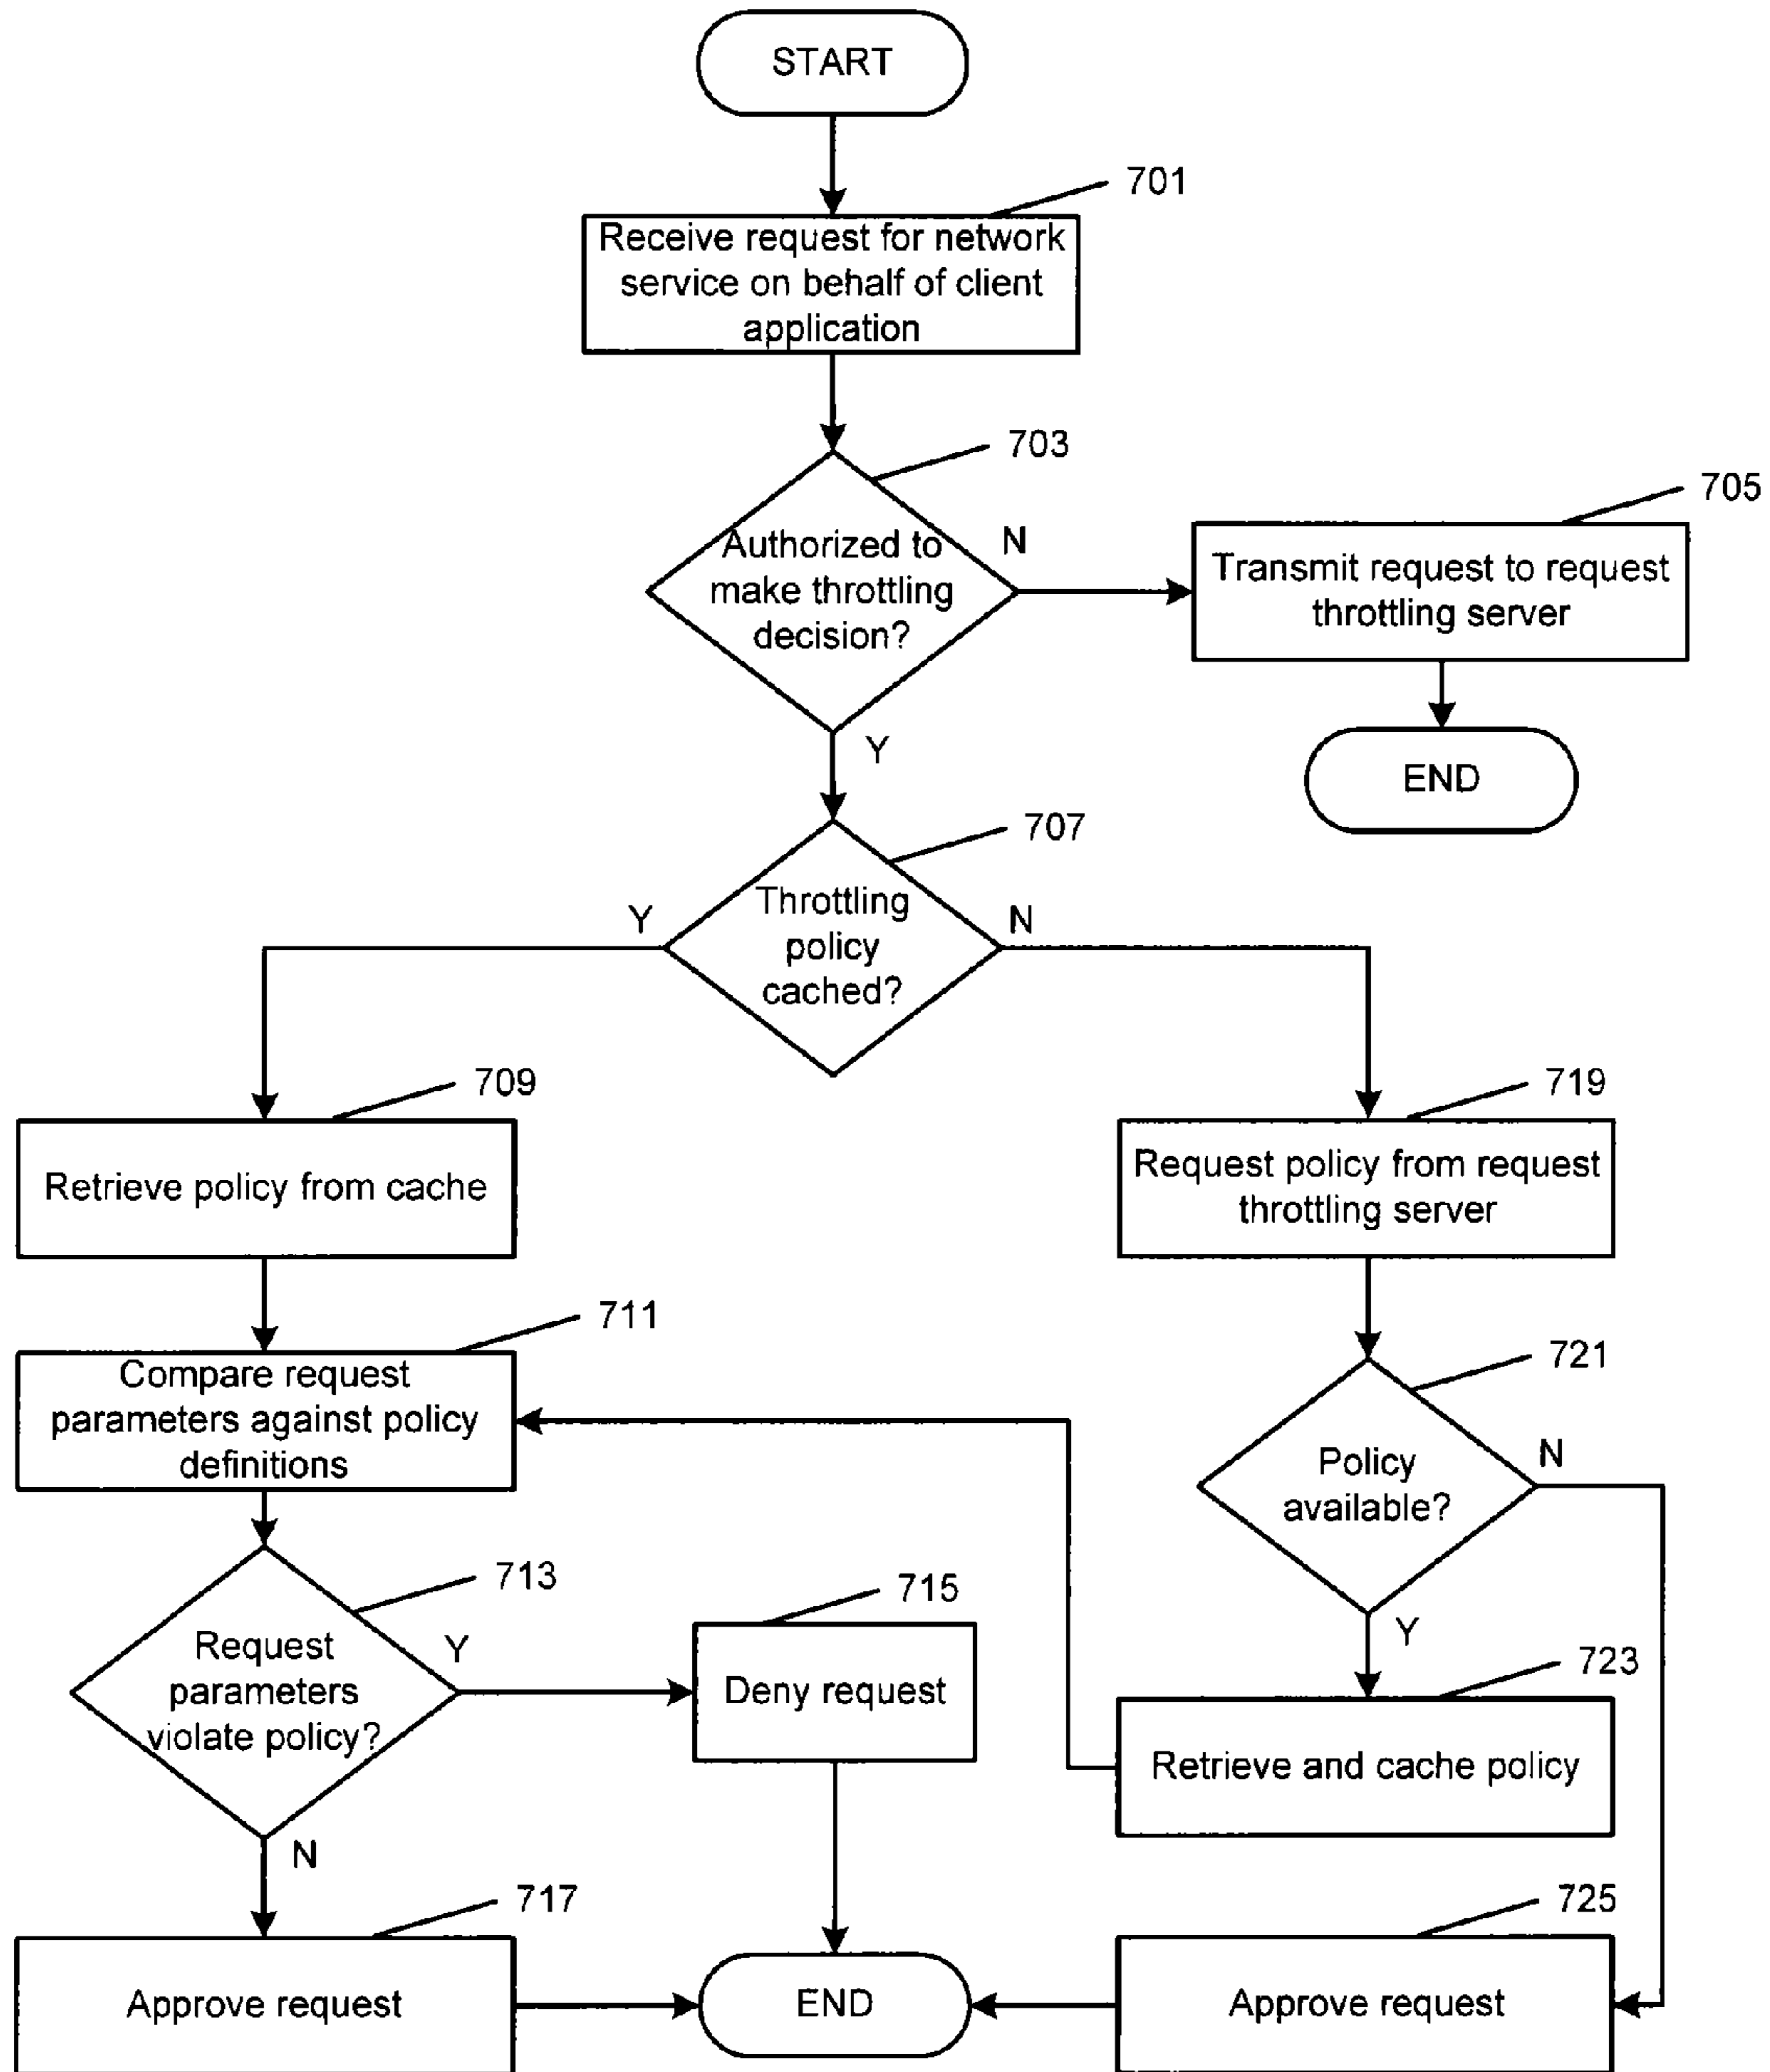 START
701
Receive request for network
service on behalf of client
application
703
Authorized to
make throttling
decision?
N
Y
705
Transmit request to request
throttling server
END
707
Throttling
policy
cached?
Y
N
709
Retrieve policy from cache
719
Request policy from request
throttling server
711
Compare request
parameters against policy
definitions
721
Policy
available?
N
Y
713
Request
parameters
violate policy?
Y
N
715
Deny request
723
Retrieve and cache policy
717
Approve request
END
725
Approve request